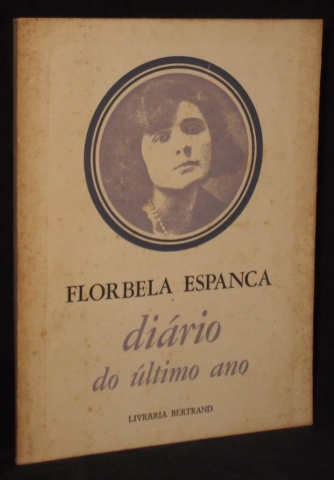 FLORBELA ESPANCA
diário
do último ano
LIVRARIA BERTRAND